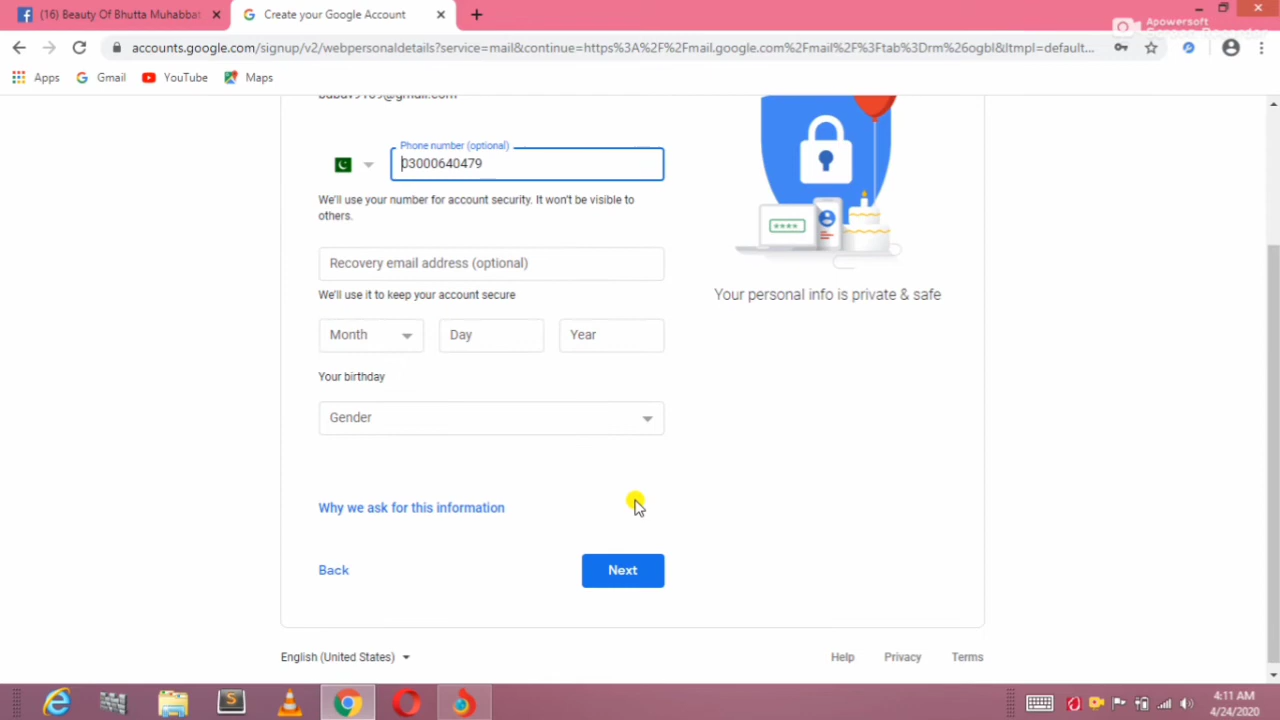 (16) Beauty Of Bhutta Muhabbat
Create your Google Account
Apowersoft
Screen Recorder
accounts.google.com/signup/v2/webpersonaldetails?service=mail&continue=https%3A%2F%2Fmail.google.com%2Fmail%2F%3Ftab%3Drm%26ogbl&ltmpl=default...
Apps
Gmail
YouTube
Maps
Phone number (optional)
03000640479
We'll use your number for account security. It won't be visible to
others.
Recovery email address (optional)
We'll use it to keep your account secure
Your personal info is private & safe
Month
Day
Year
Your birthday
Gender
Why we ask for this information
Back
Next
English (United States)
Help
Privacy
Terms
4:11 AM
4/24/2020